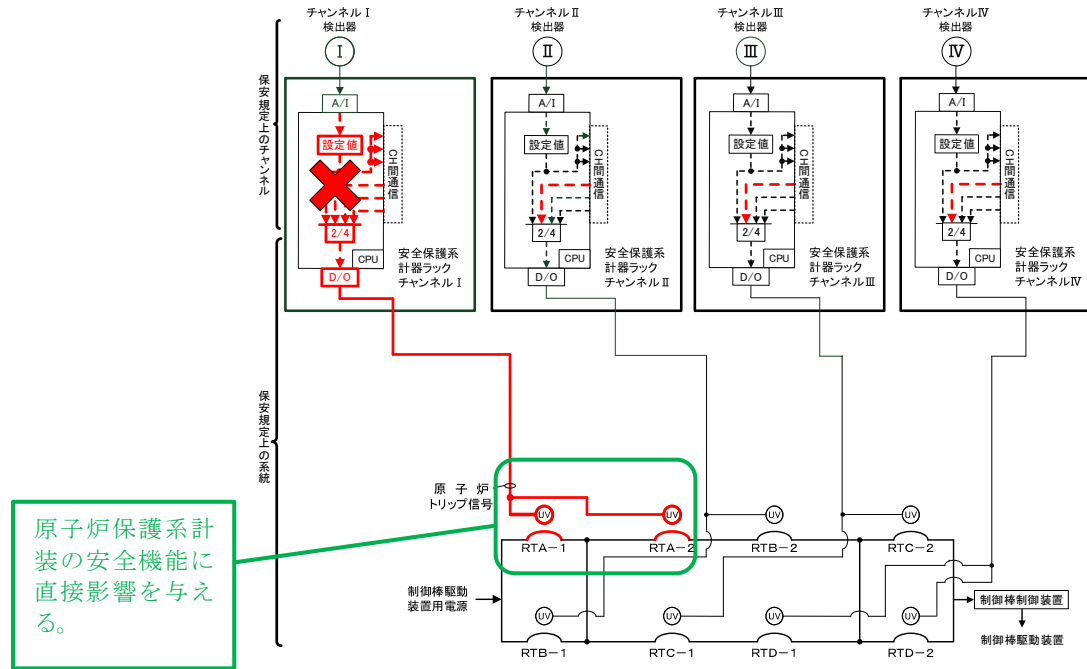 チャンネルⅠ
検出器
Ⅰ
チャンネルⅡ
検出器
Ⅱ
チャンネルⅢ
検出器
Ⅲ
チャンネルⅣ
検出器
Ⅳ
保安規定上のチャンネル
A/I
設定値
CH間通信
2/4
CPU
D/O
安全保護系
計器ラック
チャンネルⅠ
A/I
設定値
CH間通信
2/4
CPU
D/O
安全保護系
計器ラック
チャンネルⅡ
A/I
設定値
CH間通信
2/4
CPU
D/O
安全保護系
計器ラック
チャンネルⅢ
A/I
設定値
CH間通信
2/4
CPU
D/O
安全保護系
計器ラック
チャンネルⅣ
保安規定上の系統
原子炉
トリップ信号
UV
UV
UV
UV
RTA-1
RTA-2
RTB-2
RTC-2
原子炉保護系計
装の安全機能に
直接影響を与え
る。
制御棒駆動
装置用電源
UV
UV
UV
UV
RTB-1
RTC-1
RTD-1
RTD-2
制御棒制御装置
制御棒駆動装置